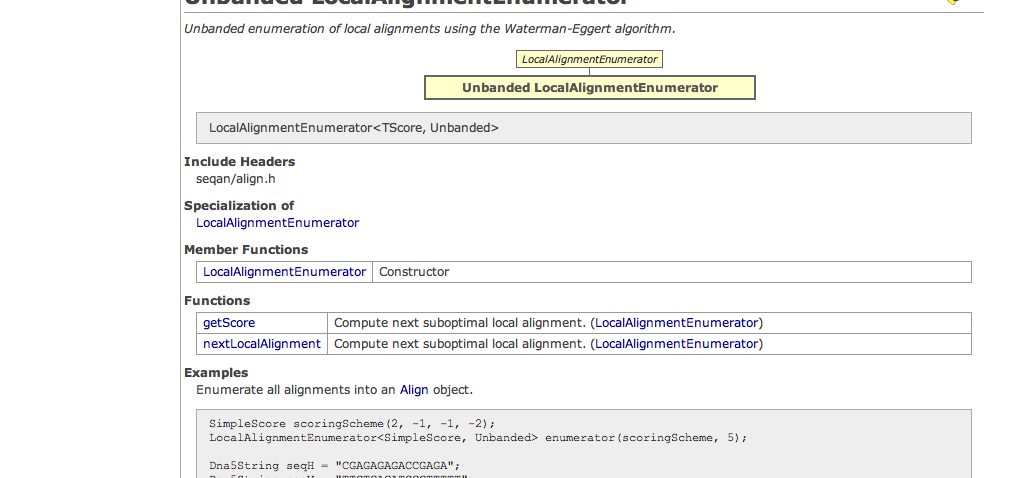 Unbanded LocalAlignmentEnumerator
Unbanded enumeration of local alignments using the Waterman-Eggert algorithm.
LocalAlignmentEnumerator
Unbanded LocalAlignmentEnumerator
LocalAlignmentEnumerator<TScore, Unbanded>
Include Headers
seqan/align.h
Specialization of
LocalAlignmentEnumerator
Member Functions
LocalAlignmentEnumerator Constructor
Functions
getScore Compute next suboptimal local alignment. (LocalAlignmentEnumerator)
nextLocalAlignment Compute next suboptimal local alignment. (LocalAlignmentEnumerator)
Examples
Enumerate all alignments into an Align object.
SimpleScore scoringScheme(2, -1, -1, -2);
LocalAlignmentEnumerator<SimpleScore, Unbanded> enumerator(scoringScheme, 5);
Dna5String seqH = "CGAGAGAGACCGAGA";